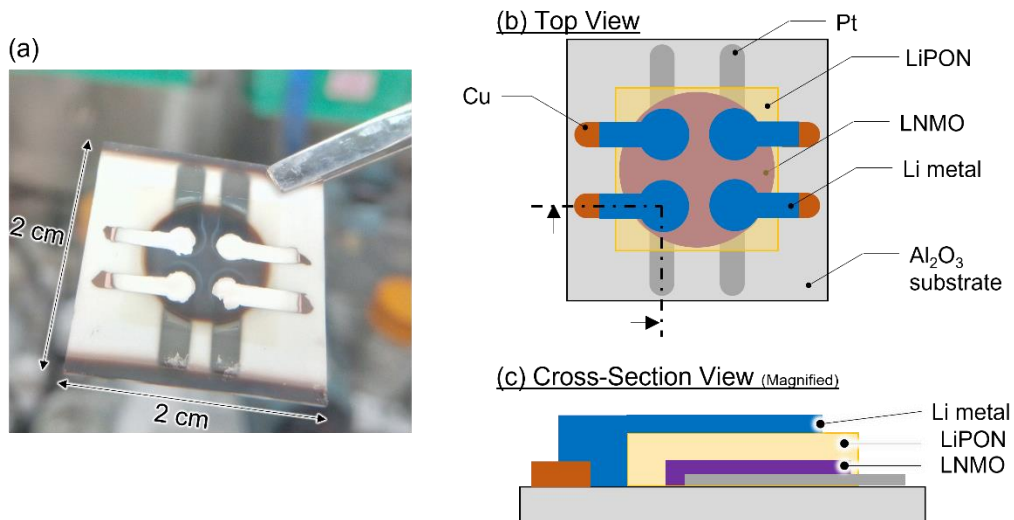 (a)
2 cm
2 cm
(b) Top View
Pt
LiPON
Cu
LNMO
Li metal
Al₂O₃
substrate
(c) Cross-Section View (Magnified)
Li metal
LiPON
LNMO